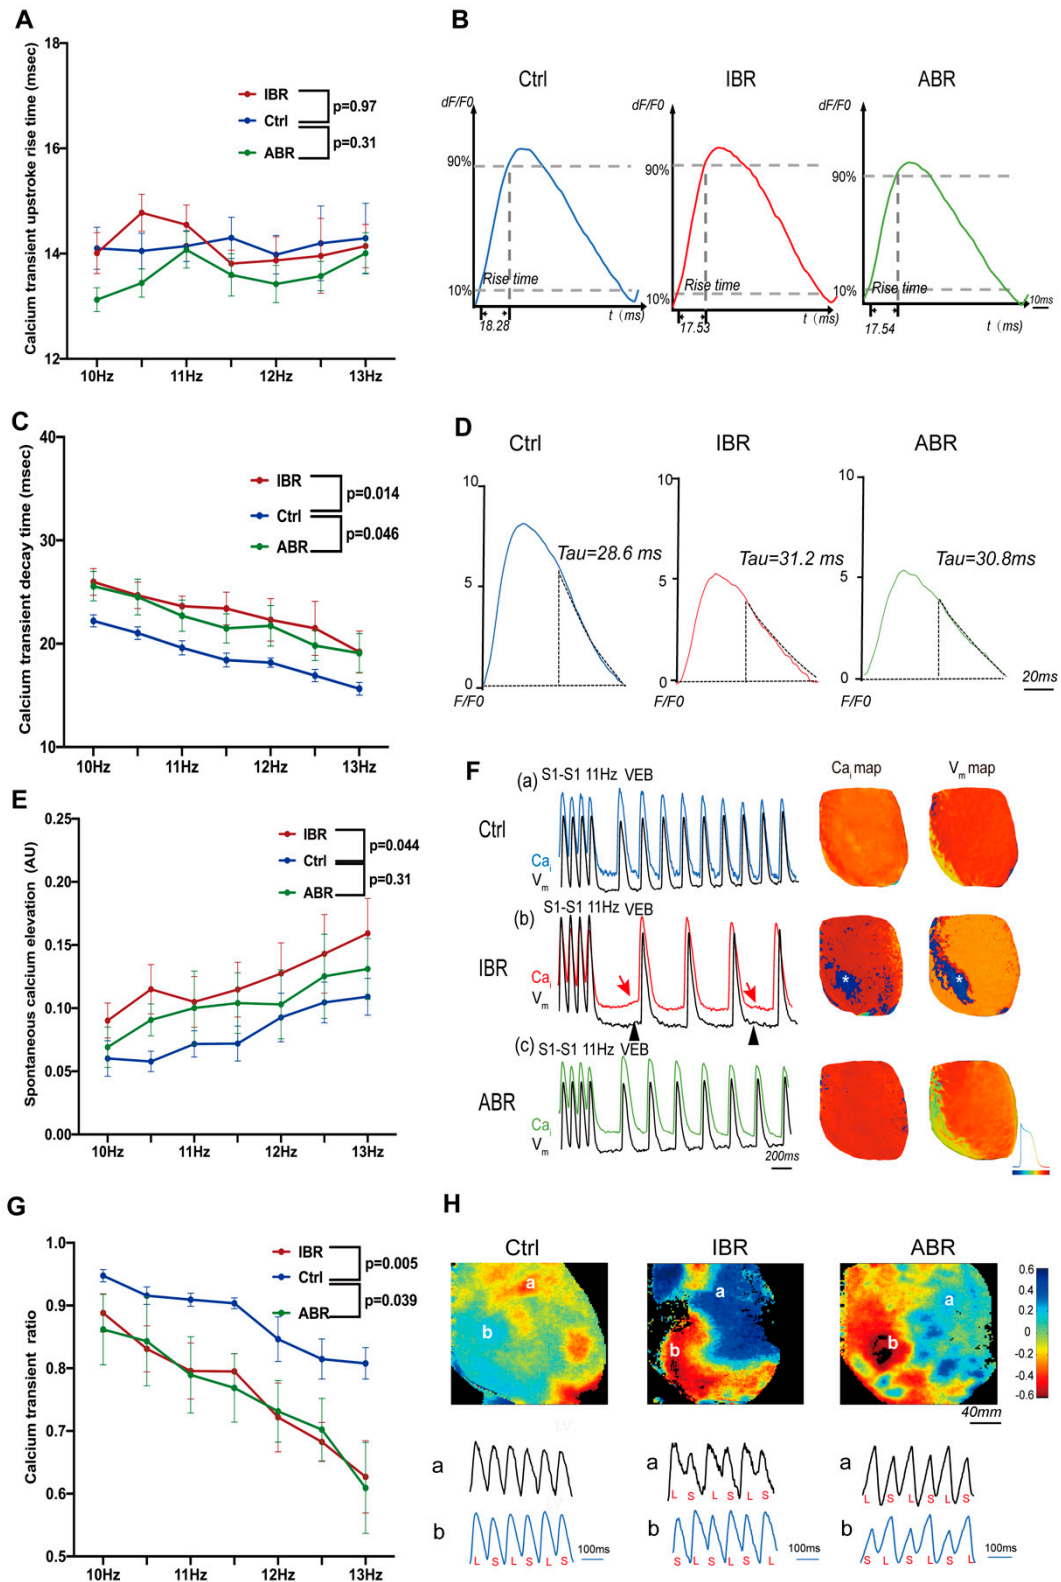 A
Calcium transient upstroke rise time (msec)
18
16
14
12
10Hz 11Hz 12Hz 13Hz
IBR
Ctrl
ABR
p=0.97
p=0.31
B
Ctrl IBR ABR
dF/F0 dF/F0 dF/F0
90% 90% 90%
Rise time Rise time Rise time
10% 10% 10%
18.28 17.53 17.54
t (ms) t (ms) t (ms)
10ms
C
Calcium transient decay time (msec)
40
30
20
10
10Hz 11Hz 12Hz 13Hz
IBR
Ctrl
ABR
p=0.014
p=0.046
D
Ctrl IBR ABR
10 10 10
5 5 5
0 0 0
Tau=28.6 ms Tau=31.2 ms Tau=30.8ms
F/F0 F/F0 F/F0
20ms
E
Spontaneous calcium elevation (AU)
0.25
0.20
0.15
0.10
0.05
0.00
10Hz 11Hz 12Hz 13Hz
IBR
Ctrl
ABR
p=0.044
p=0.31
F
Cai map Vm map
(a) S1-S1 11Hz VEB
Ctrl
Cai
Vm
(b) S1-S1 11Hz VEB
IBR
Cai
Vm
* *
(c) S1-S1 11Hz VEB
ABR
Cai
Vm
200ms
G
Calcium transient ratio
1.0
0.9
0.8
0.7
0.6
0.5
10Hz 11Hz 12Hz 13Hz
IBR
Ctrl
ABR
p=0.005
p=0.039
H
Ctrl IBR ABR
a a a
b b b
0.6
0.4
0.2
0
-0.2
-0.4
-0.6
40mm
a a a
L S L S L S L S L S L S
b b b
L S L S L S S L S L S L S L S L S L
100ms 100ms 100ms